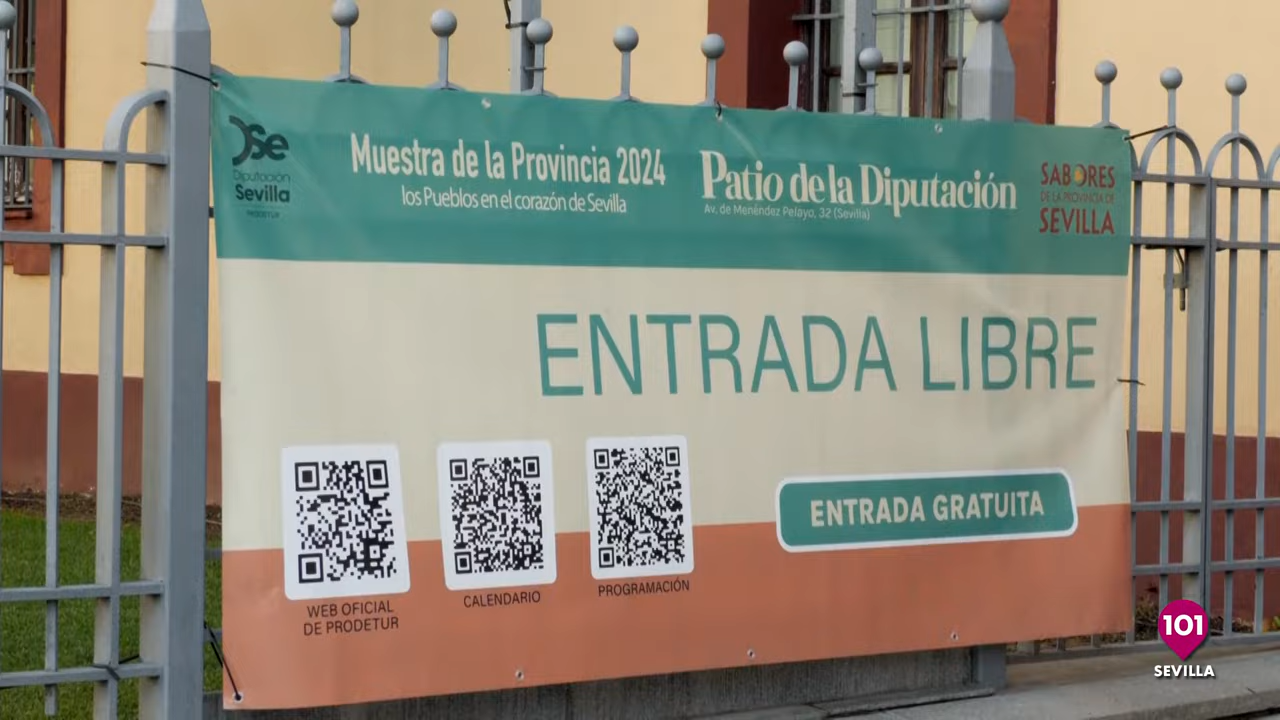 DSe
Diputación
Sevilla
PRODETUR
Muestra de la Provincia 2024
los Pueblos en el corazón de Sevilla
Patio de la Diputación
Av. de Menéndez Pelayo, 32 (Sevilla)
SABORES
DE LA PROVINCIA DE
SEVILLA
ENTRADA LIBRE
ENTRADA GRATUITA
WEB OFICIAL
DE PRODETUR
CALENDARIO
PROGRAMACIÓN
101
SEVILLA